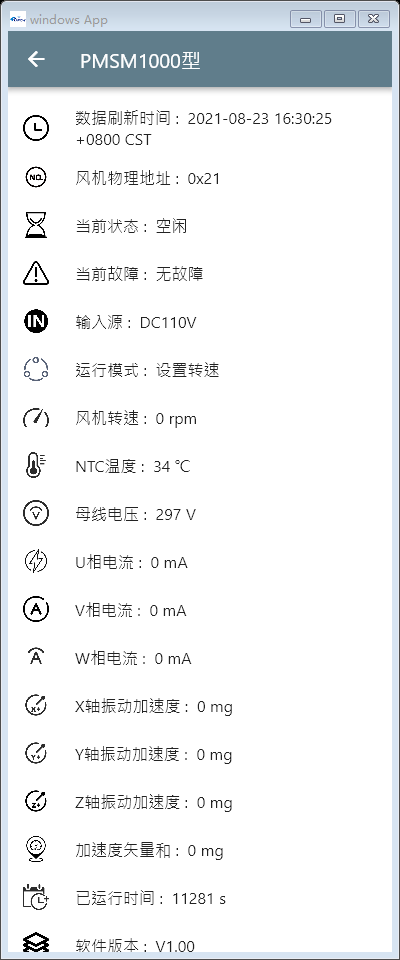 windows App
PMSM1000型
数据刷新时间： 2021-08-23 16:30:25
+0800 CST
NO.
风机物理地址： 0x21
当前状态： 空闲
当前故障： 无故障
IN
输入源： DC110V
运行模式： 设置转速
风机转速： 0 rpm
NTC温度： 34 ℃
V
母线电压： 297 V
U相电流： 0 mA
A
V相电流： 0 mA
A
W相电流： 0 mA
X
X轴振动加速度： 0 mg
Y
Y轴振动加速度： 0 mg
Z
Z轴振动加速度： 0 mg
加速度矢量和： 0 mg
已运行时间： 11281 s
软件版本： V1.00